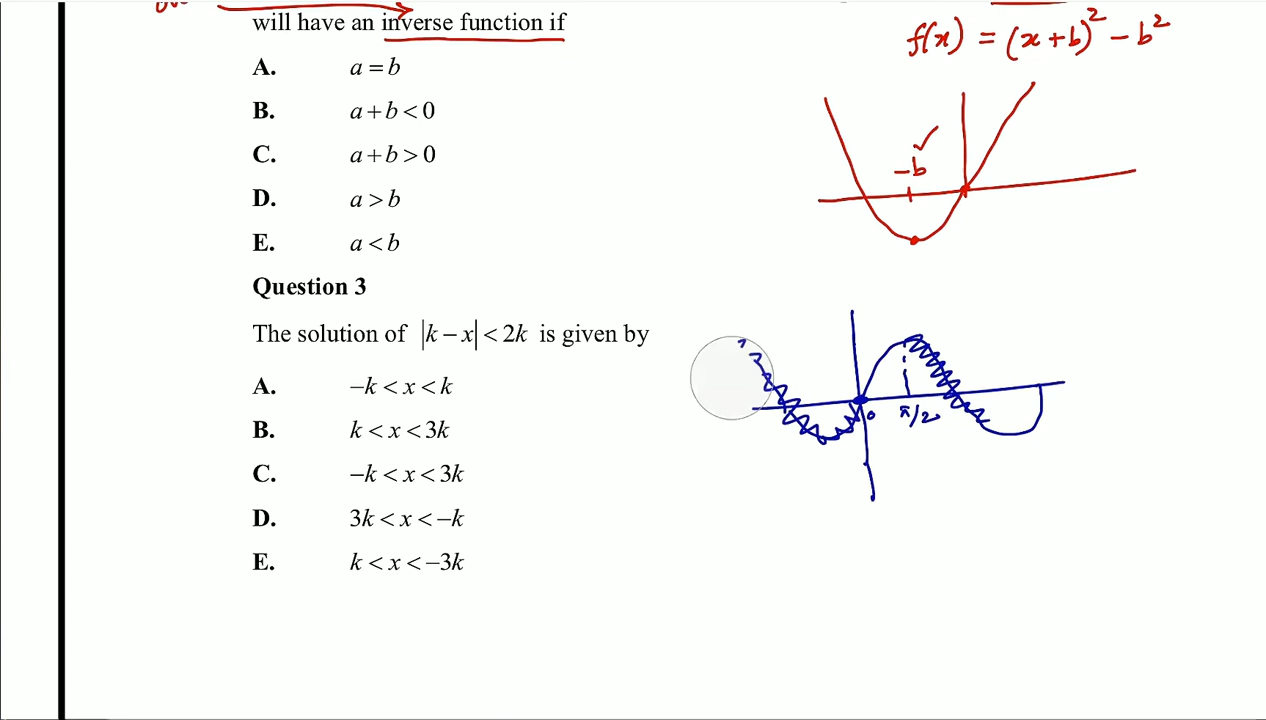 will have an inverse function if
A. a = b
B. a + b < 0
C. a + b > 0
D. a > b
E. a < b
Question 3
The solution of |k − x| < 2k is given by
A. −k < x < k
B. k < x < 3k
C. −k < x < 3k
D. 3k < x < −k
E. k < x < −3k
f(x) = (x + b)² − b²
−b
0
π/2